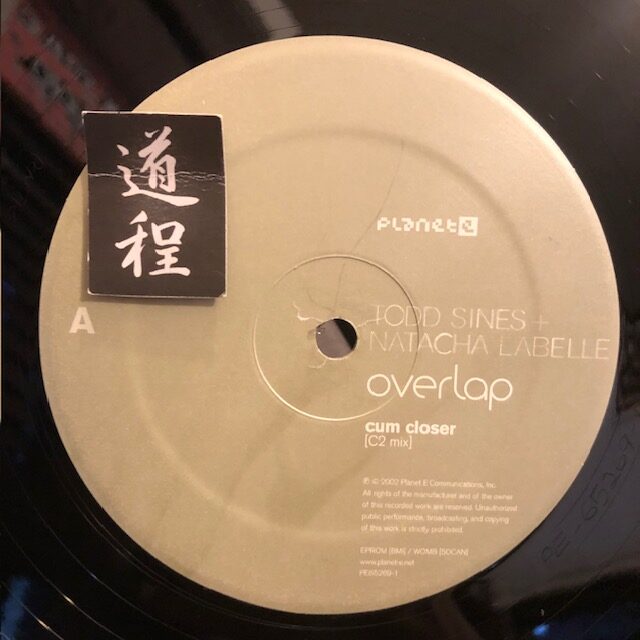 道
程
planet e
A
TODD SINES +
NATACHA LABELLE
overlap
cum closer
[C2 mix]
℗ © 2002 Planet E Communications, Inc.
All rights of the manufacturer and of the owner
of this recorded work are reserved. Unauthorized
public performance, broadcasting, and copying
of this work is strictly prohibited.
EPROM [BMI] / WOMB [SOCAN]
www.planet-e.net
PE65269-1